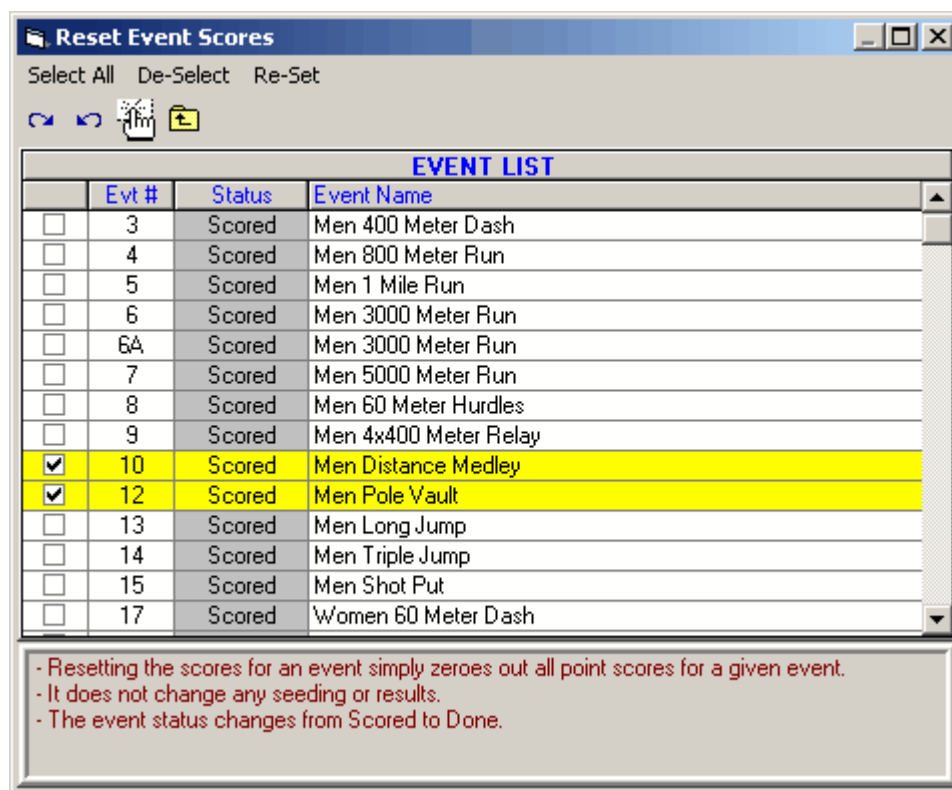 Reset Event Scores
Select All De-Select Re-Set
EVENT LIST
Evt # Status Event Name
3 Scored Men 400 Meter Dash
4 Scored Men 800 Meter Run
5 Scored Men 1 Mile Run
6 Scored Men 3000 Meter Run
6A Scored Men 3000 Meter Run
7 Scored Men 5000 Meter Run
8 Scored Men 60 Meter Hurdles
9 Scored Men 4x400 Meter Relay
10 Scored Men Distance Medley
12 Scored Men Pole Vault
13 Scored Men Long Jump
14 Scored Men Triple Jump
15 Scored Men Shot Put
17 Scored Women 60 Meter Dash
- Resetting the scores for an event simply zeroes out all point scores for a given event.
- It does not change any seeding or results.
- The event status changes from Scored to Done.